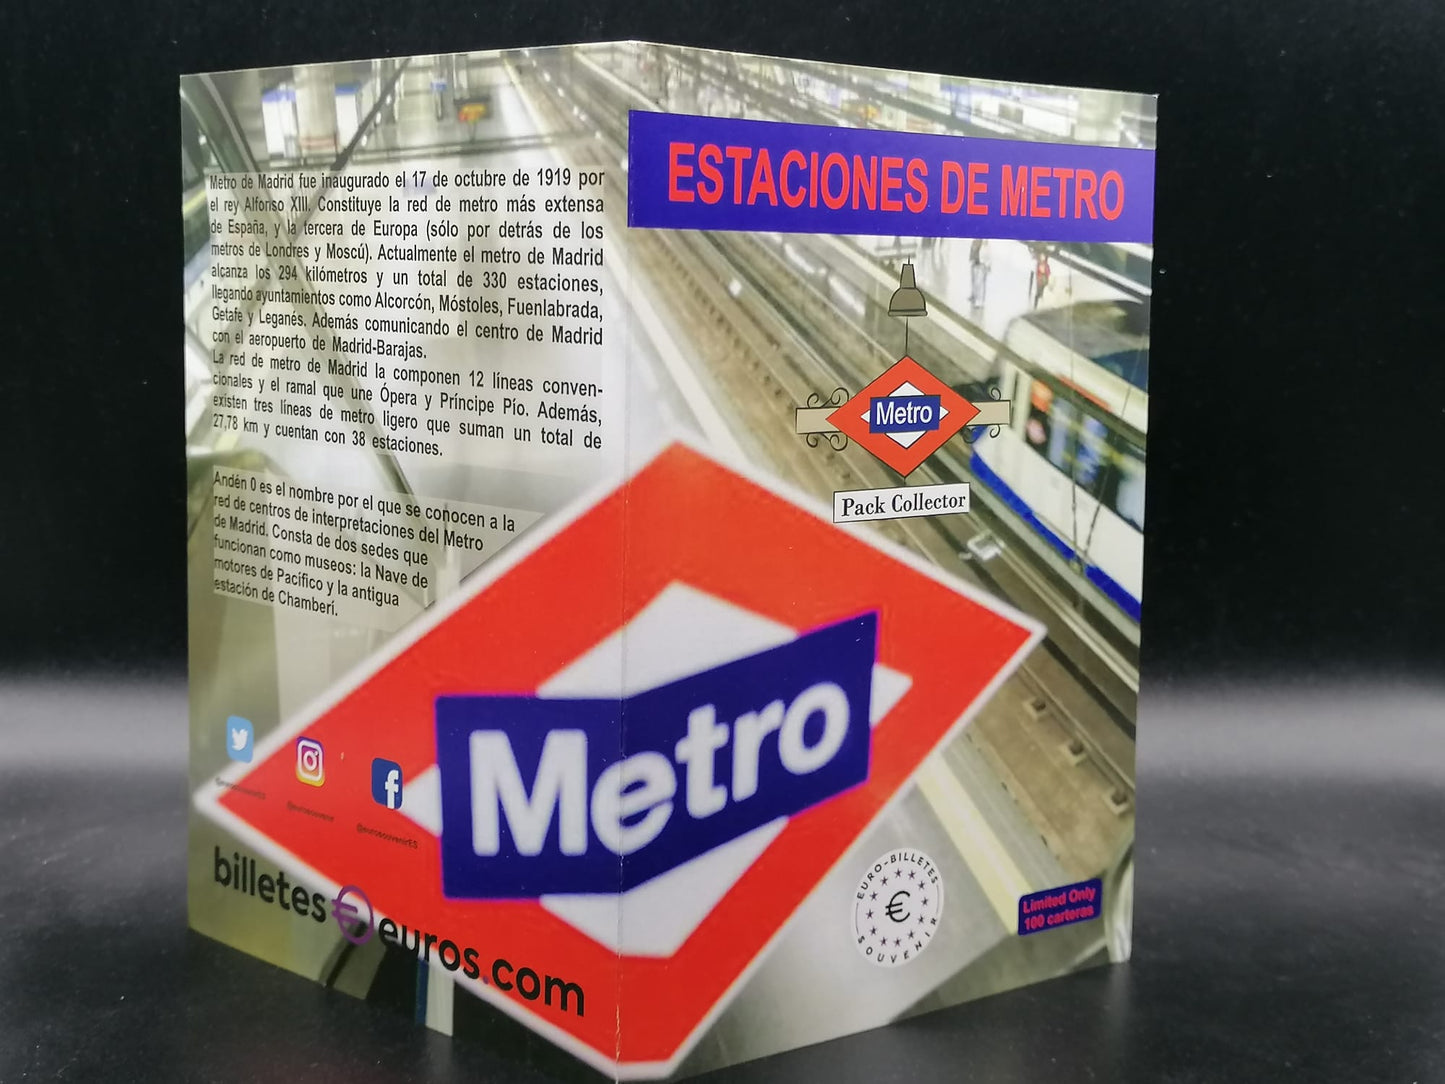 Metro de Madrid fue inaugurado el 17 de octubre de 1919 por
el rey Alfonso XIII. Constituye la red de metro más extensa
de España, y la tercera de Europa (sólo por detrás de los
metros de Londres y Moscú). Actualmente el metro de Madrid
alcanza los 294 kilómetros y un total de 330 estaciones,
llegando ayuntamientos como Alcorcón, Móstoles, Fuenlabrada,
Getafe y Leganés. Además comunicando el centro de Madrid
con el aeropuerto de Madrid-Barajas.
La red de metro de Madrid la componen 12 líneas conven-
cionales y el ramal que une Ópera y Príncipe Pío. Además,
existen tres líneas de metro ligero que suman un total de
27,78 km y cuentan con 38 estaciones.
Andén 0 es el nombre por el que se conocen a la
red de centros de interpretaciones del Metro
de Madrid. Consta de dos sedes que
funcionan como museos: la Nave de
motores de Pacífico y la antigua
estación de Chamberí.
@eurosouvenirES
@eurosouvenir
@eurosouvenirES
billetes€euros.com
ESTACIONES DE METRO
Metro
Pack Collector
Metro
EURO-BILLETES
€
SOUVENIR
Limited Only
100 carteras